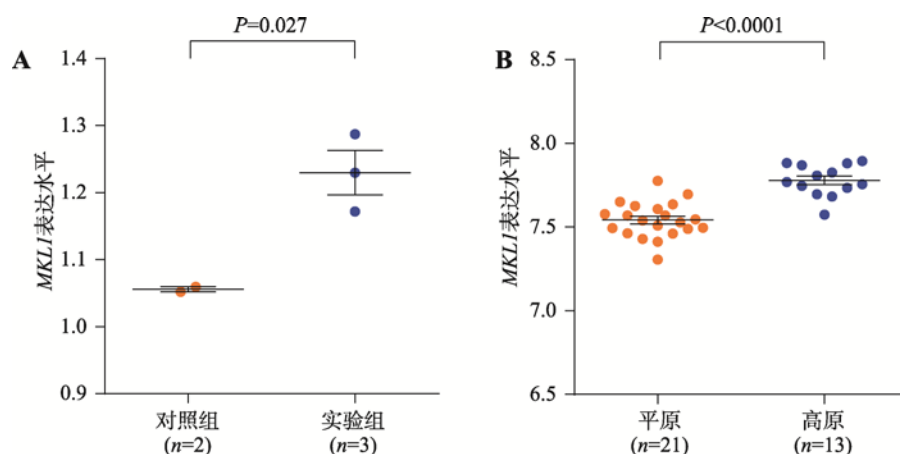 A
P=0.027
MKL1表达水平
1.4
1.3
1.2
1.1
1.0
0.9
对照组
(n=2)
实验组
(n=3)
B
P<0.0001
MKL1表达水平
8.5
8.0
7.5
7.0
6.5
平原
(n=21)
高原
(n=13)